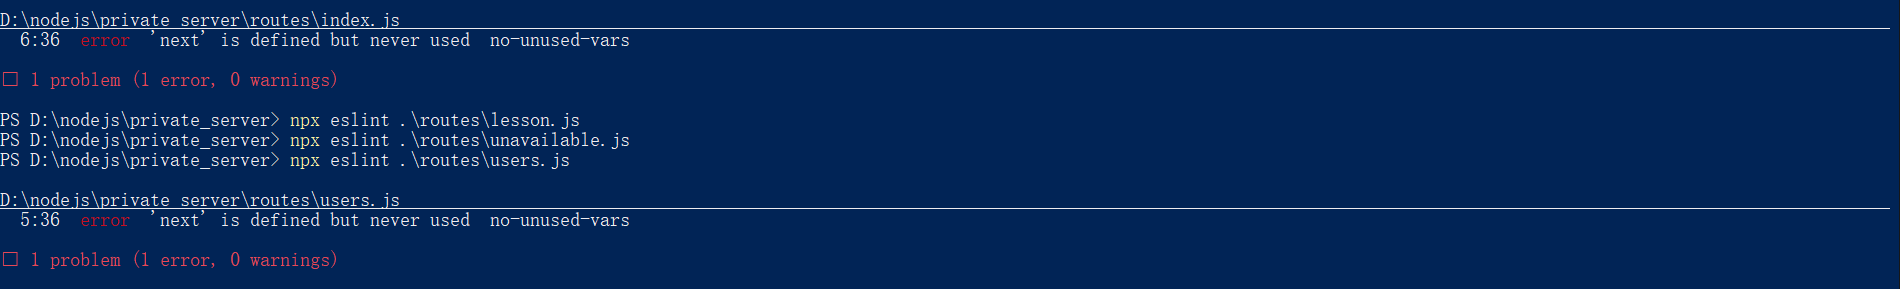 D:\nodejs\private_server\routes\index.js
6:36 error 'next' is defined but never used no-unused-vars
□ 1 problem (1 error, 0 warnings)
PS D:\nodejs\private_server> npx eslint .\routes\lesson.js
PS D:\nodejs\private_server> npx eslint .\routes\unavailable.js
PS D:\nodejs\private_server> npx eslint .\routes\users.js
D:\nodejs\private_server\routes\users.js
5:36 error 'next' is defined but never used no-unused-vars
□ 1 problem (1 error, 0 warnings)